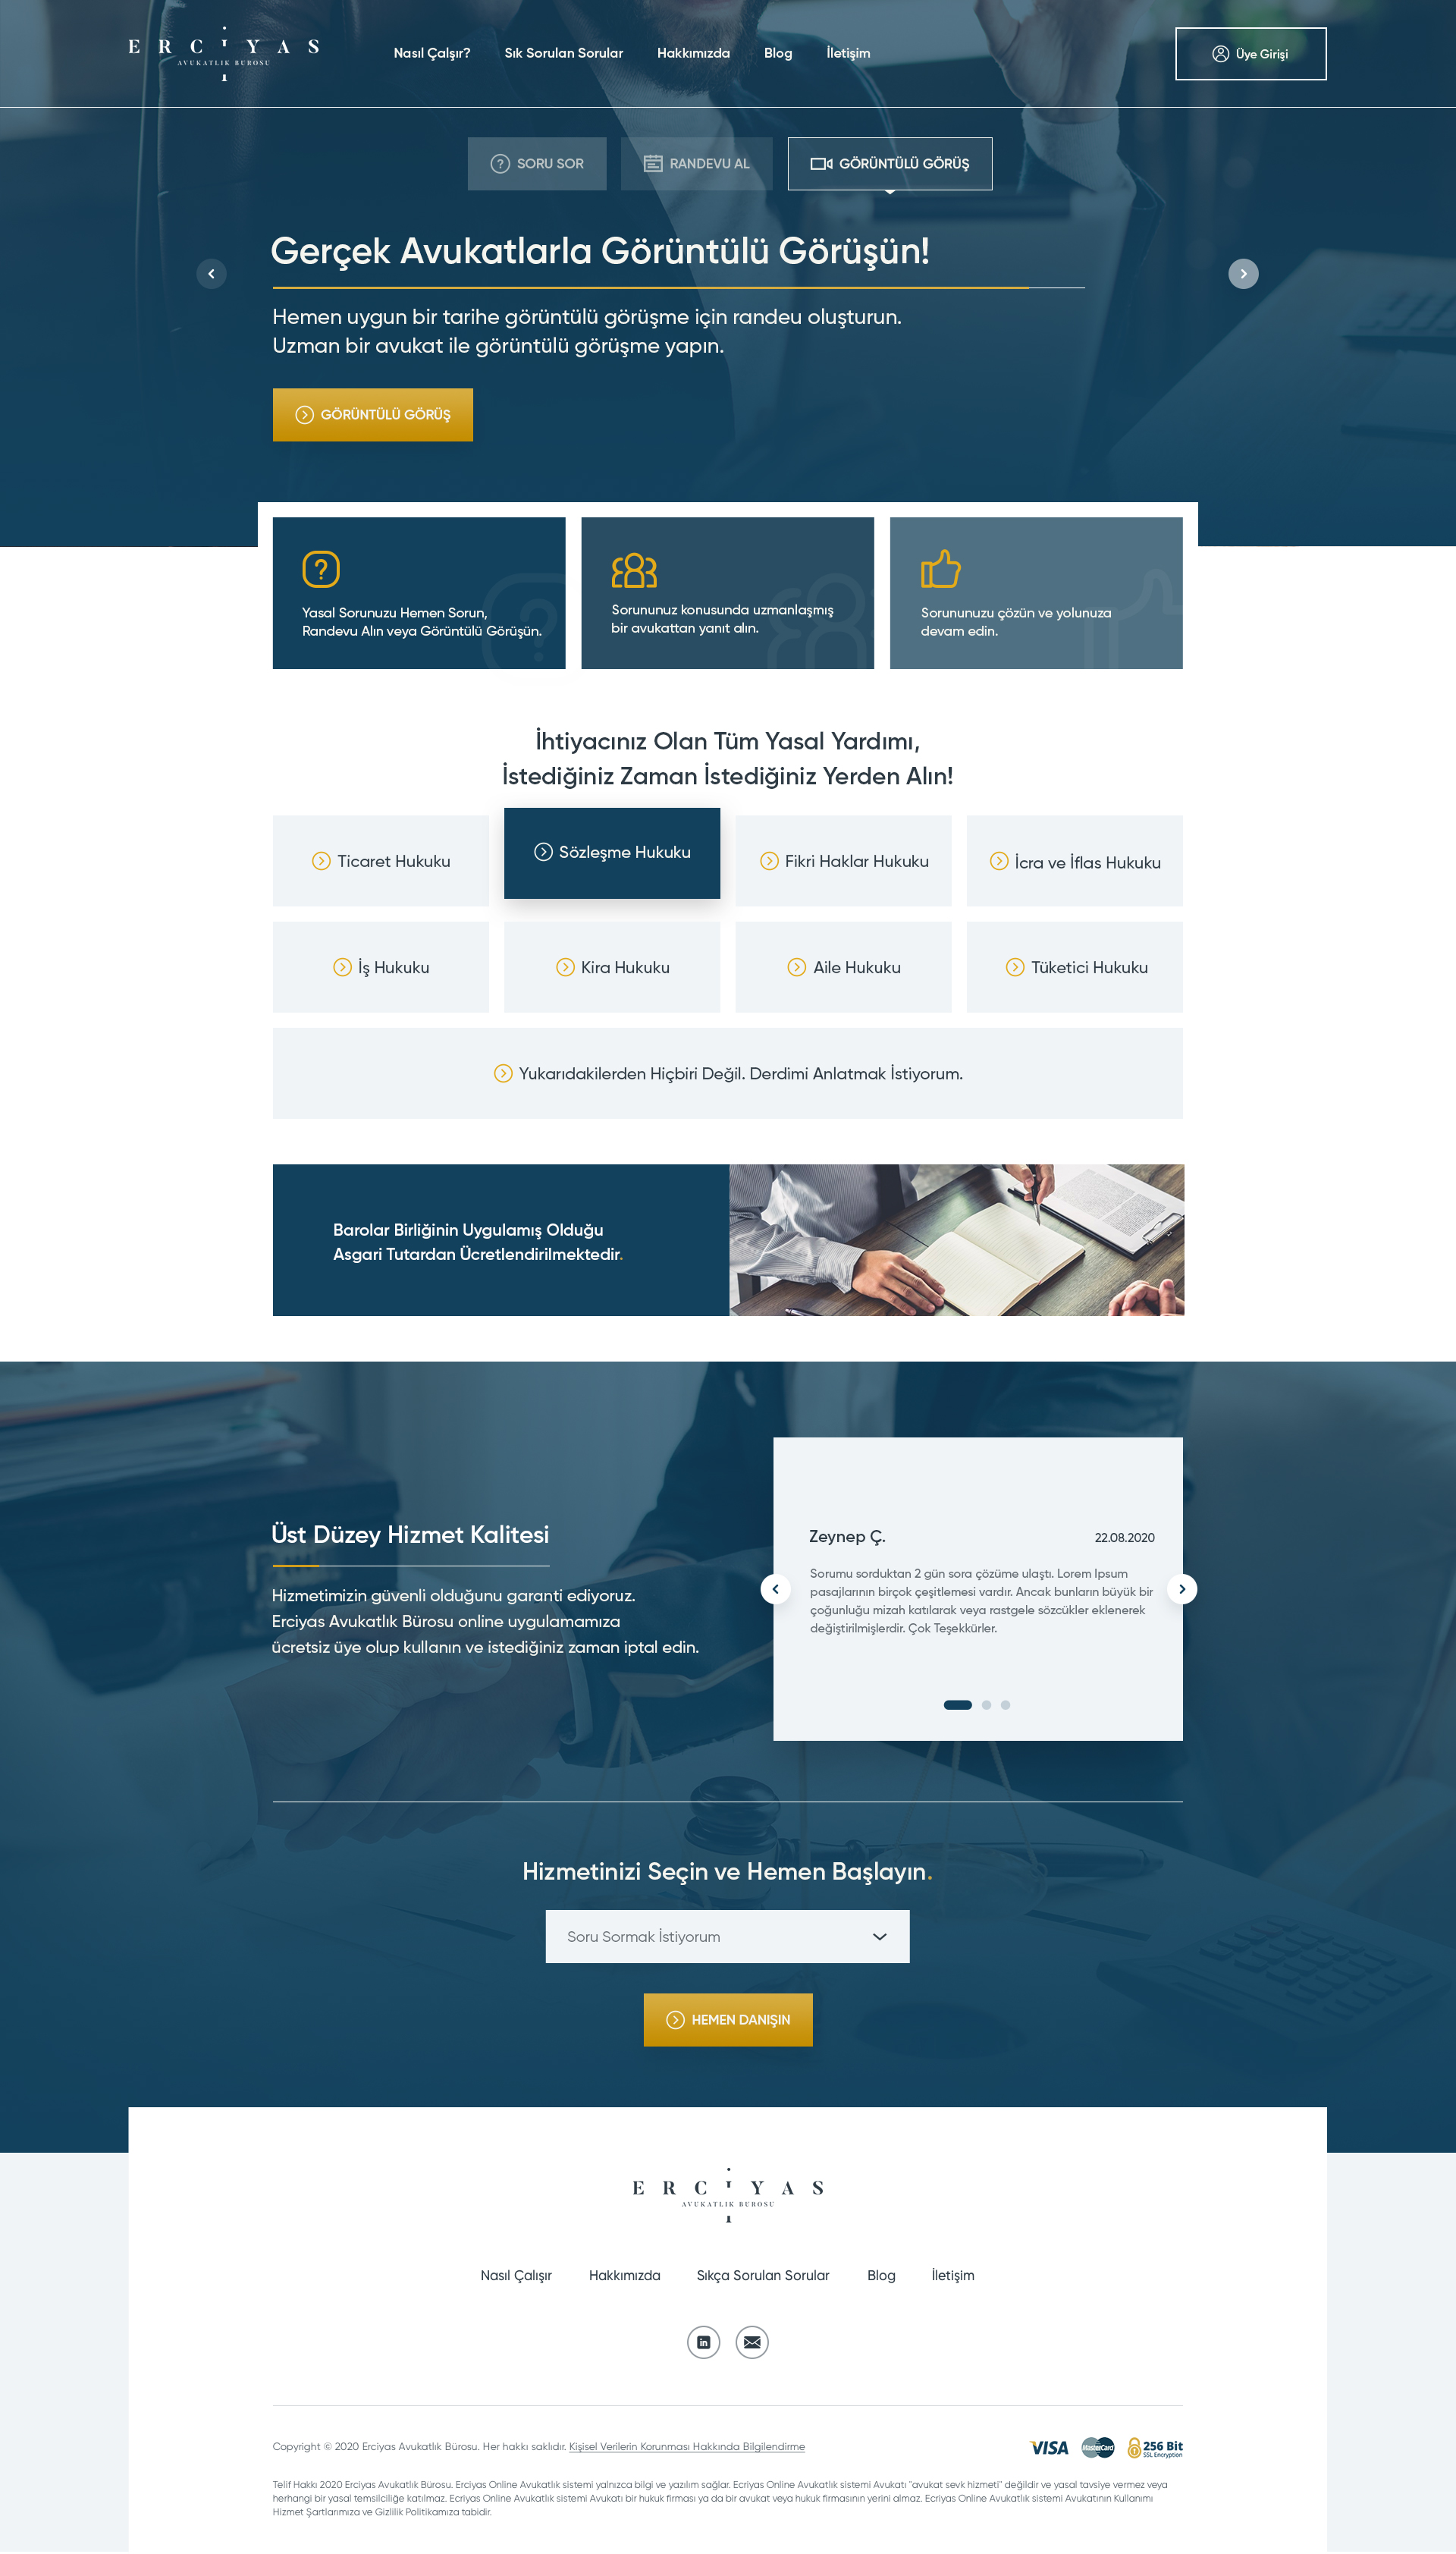 ERCİYAS
AVUKATLIK BÜROSU
Nasıl Çalşır?
Sık Sorulan Sorular
Hakkımızda
Blog
İletişim
Üye Girişi
SORU SOR
RANDEVU AL
GÖRÜNTÜLÜ GÖRÜŞ
Gerçek Avukatlarla Görüntülü Görüşün!
Hemen uygun bir tarihe görüntülü görüşme için randeu oluşturun.
Uzman bir avukat ile görüntülü görüşme yapın.
GÖRÜNTÜLÜ GÖRÜŞ
Yasal Sorunuzu Hemen Sorun,
Randevu Alın veya Görüntülü Görüşün.
Sorununuz konusunda uzmanlaşmış
bir avukattan yanıt alın.
Sorununuzu çözün ve yolunuza
devam edin.
İhtiyacınız Olan Tüm Yasal Yardımı,
İstediğiniz Zaman İstediğiniz Yerden Alın!
Ticaret Hukuku
Sözleşme Hukuku
Fikri Haklar Hukuku
İcra ve İflas Hukuku
İş Hukuku
Kira Hukuku
Aile Hukuku
Tüketici Hukuku
Yukarıdakilerden Hiçbiri Değil. Derdimi Anlatmak İstiyorum.
Barolar Birliğinin Uygulamış Olduğu
Asgari Tutardan Ücretlendirilmektedir.
Üst Düzey Hizmet Kalitesi
Hizmetimizin güvenli olduğunu garanti ediyoruz.
Erciyas Avukatlık Bürosu online uygulamamıza
ücretsiz üye olup kullanın ve istediğiniz zaman iptal edin.
Zeynep Ç.
22.08.2020
Sorumu sorduktan 2 gün sora çözüme ulaştı. Lorem Ipsum
pasajlarının birçok çeşitlemesi vardır. Ancak bunların büyük bir
çoğunluğu mizah katılarak veya rastgele sözcükler eklenerek
değiştirilmişlerdir. Çok Teşekkürler.
Hizmetinizi Seçin ve Hemen Başlayın.
Soru Sormak İstiyorum
HEMEN DANIŞIN
ERCİYAS
AVUKATLIK BÜROSU
Nasıl Çalışır
Hakkımızda
Sıkça Sorulan Sorular
Blog
İletişim
in
Copyright © 2020 Erciyas Avukatlık Bürosu. Her hakkı saklıdır. Kişisel Verilerin Korunması Hakkında Bilgilendirme
VISA
MasterCard
256 Bit
SSL Encryption
Telif Hakkı 2020 Erciyas Avukatlık Bürosu. Erciyas Online Avukatlık sistemi yalnızca bilgi ve yazılım sağlar. Ecriyas Online Avukatlık sistemi Avukatı "avukat sevk hizmeti" değildir ve yasal tavsiye vermez veya
herhangi bir yasal temsilciliğe katılmaz. Ecriyas Online Avukatlık sistemi Avukatı bir hukuk firması ya da bir avukat veya hukuk firmasının yerini almaz. Ecriyas Online Avukatlık sistemi Avukatının Kullanımı
Hizmet Şartlarımıza ve Gizlilik Politikamıza tabidir.